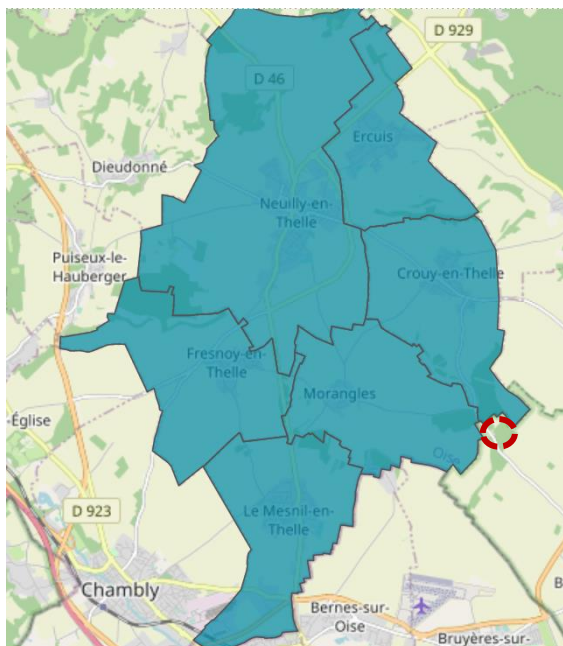 D 929
D 46
Ercuis
Dieudonné
Neuilly-en-
Thelle
Puiseux-le-
Hauberger
Crouy-en-Thelle
Fresnoy-en-
Thelle
Morangles
-Église
Oise
D 923
Le Mesnil-en-
Thelle
Chambly
Bernes-sur-
Oise
B
Bruyères-sur-